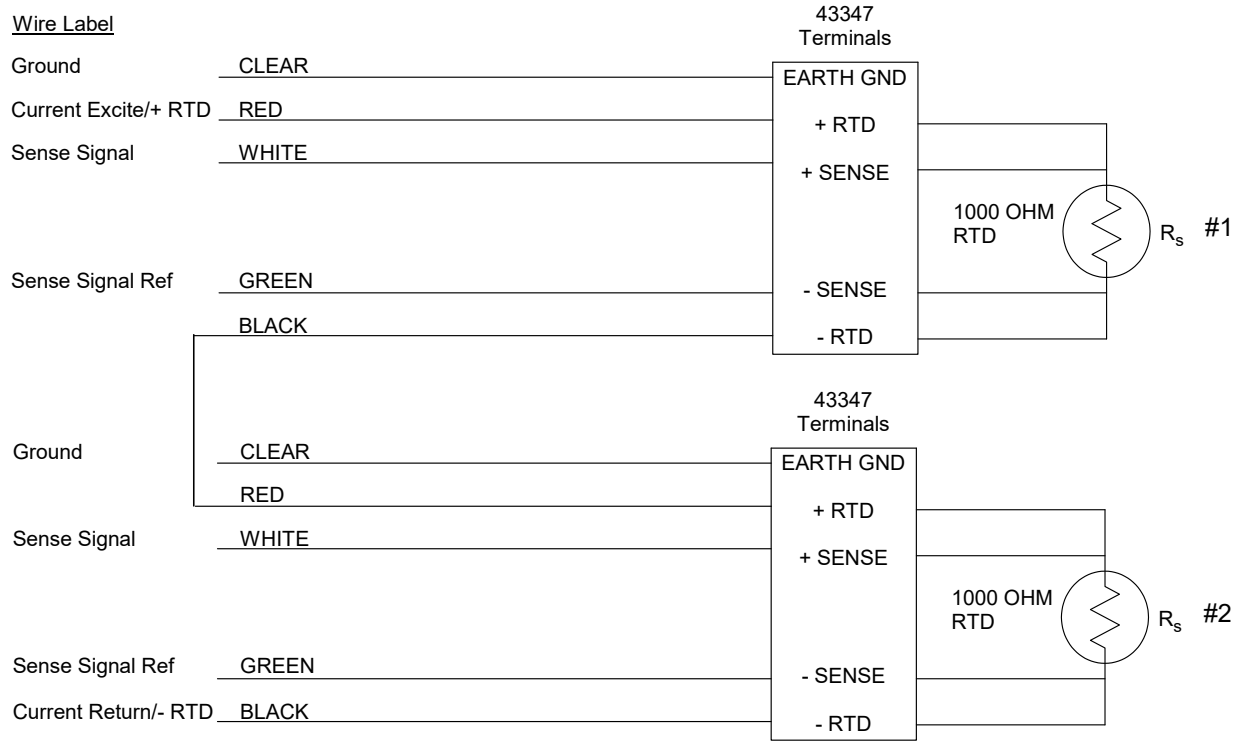 Wire Label
43347
Terminals
Ground CLEAR EARTH GND
Current Excite/+ RTD RED + RTD
Sense Signal WHITE + SENSE
1000 OHM
RTD
Rs #1
Sense Signal Ref GREEN - SENSE
BLACK - RTD
43347
Terminals
Ground CLEAR EARTH GND
RED + RTD
Sense Signal WHITE + SENSE
1000 OHM
RTD
Rs #2
Sense Signal Ref GREEN - SENSE
Current Return/- RTD BLACK - RTD